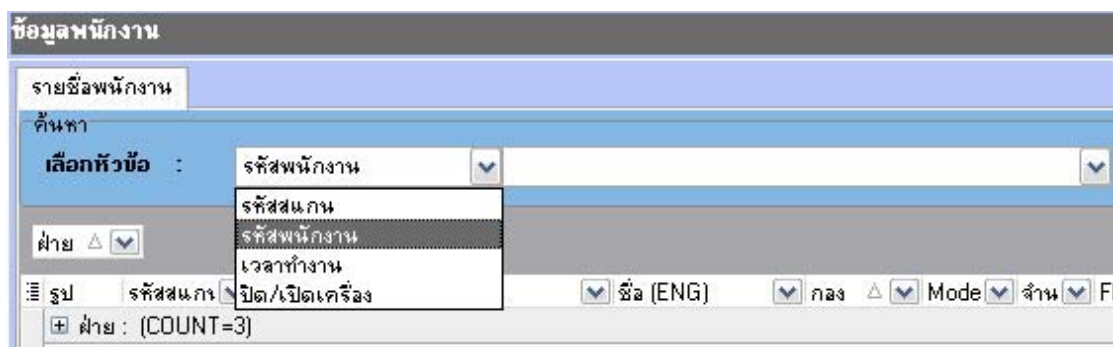 ข้อมูลพนักงาน
รายชื่อพนักงาน
ค้นหา
เลือกหัวข้อ : รหัสพนักงาน
รหัสสแกน
รหัสพนักงาน
เวลาทำงาน
ปิด/เปิดเครื่อง
ฝ่าย
รูป รหัสสแกน ชื่อ (ENG) กอง Mode จำน
ฝ่าย : (COUNT=3)